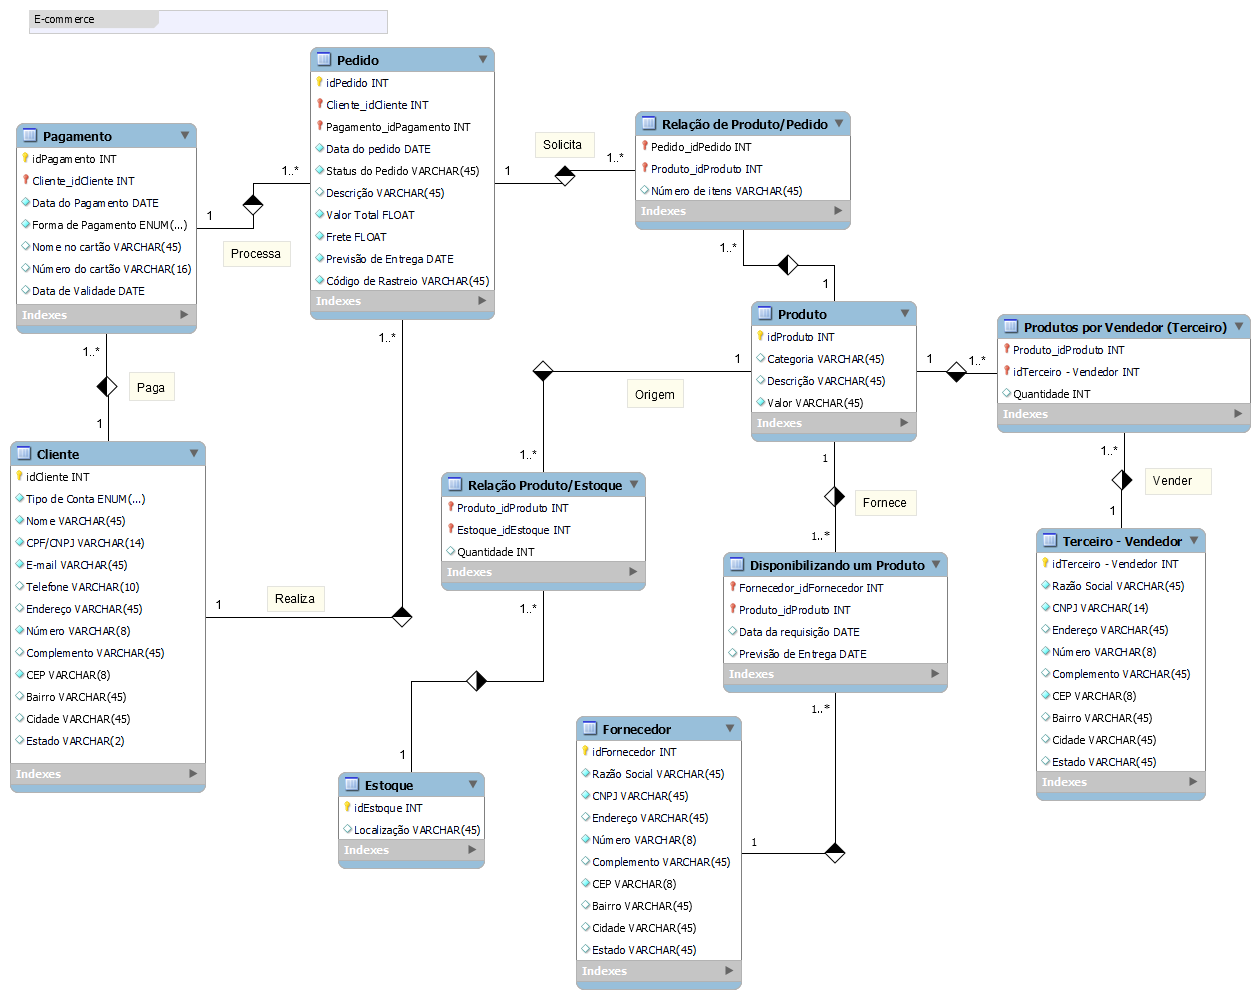 E-commerce
Pedido
idPedido INT
Cliente_idCliente INT
Pagamento_idPagamento INT
Data do pedido DATE
Status do Pedido VARCHAR(45)
Descrição VARCHAR(45)
Valor Total FLOAT
Frete FLOAT
Previsão de Entrega DATE
Código de Rastreio VARCHAR(45)
Indexes
Pagamento
idPagamento INT
Cliente_idCliente INT
Data do Pagamento DATE
Forma de Pagamento ENUM(...)
Nome no cartão VARCHAR(45)
Número do cartão VARCHAR(16)
Data de Validade DATE
Indexes
1
1..*
Processa
1
Solicita
1..*
Relação de Produto/Pedido
Pedido_idPedido INT
Produto_idProduto INT
Número de itens VARCHAR(45)
Indexes
1..*
1
Produto
idProduto INT
Categoria VARCHAR(45)
Descrição VARCHAR(45)
Valor VARCHAR(45)
Indexes
1
1..*
Produtos por Vendedor (Terceiro)
Produto_idProduto INT
idTerceiro - Vendedor INT
Quantidade INT
Indexes
1..*
Paga
1
1..*
1
Origem
1..*
Cliente
idCliente INT
Tipo de Conta ENUM(...)
Nome VARCHAR(45)
CPF/CNPJ VARCHAR(14)
E-mail VARCHAR(45)
Telefone VARCHAR(10)
Endereço VARCHAR(45)
Número VARCHAR(8)
Complemento VARCHAR(45)
CEP VARCHAR(8)
Bairro VARCHAR(45)
Cidade VARCHAR(45)
Estado VARCHAR(2)
Indexes
1
Realiza
Relação Produto/Estoque
Produto_idProduto INT
Estoque_idEstoque INT
Quantidade INT
Indexes
1..*
1
1
Fornece
1..*
Disponibilizando um Produto
Fornecedor_idFornecedor INT
Produto_idProduto INT
Data da requisição DATE
Previsão de Entrega DATE
Indexes
1..*
1
1..*
Vender
1
Terceiro - Vendedor
idTerceiro - Vendedor INT
Razão Social VARCHAR(45)
CNPJ VARCHAR(14)
Endereço VARCHAR(45)
Número VARCHAR(8)
Complemento VARCHAR(45)
CEP VARCHAR(8)
Bairro VARCHAR(45)
Cidade VARCHAR(45)
Estado VARCHAR(45)
Indexes
Estoque
idEstoque INT
Localização VARCHAR(45)
Indexes
Fornecedor
idFornecedor INT
Razão Social VARCHAR(45)
CNPJ VARCHAR(45)
Endereço VARCHAR(45)
Número VARCHAR(8)
Complemento VARCHAR(45)
CEP VARCHAR(8)
Bairro VARCHAR(45)
Cidade VARCHAR(45)
Estado VARCHAR(45)
Indexes